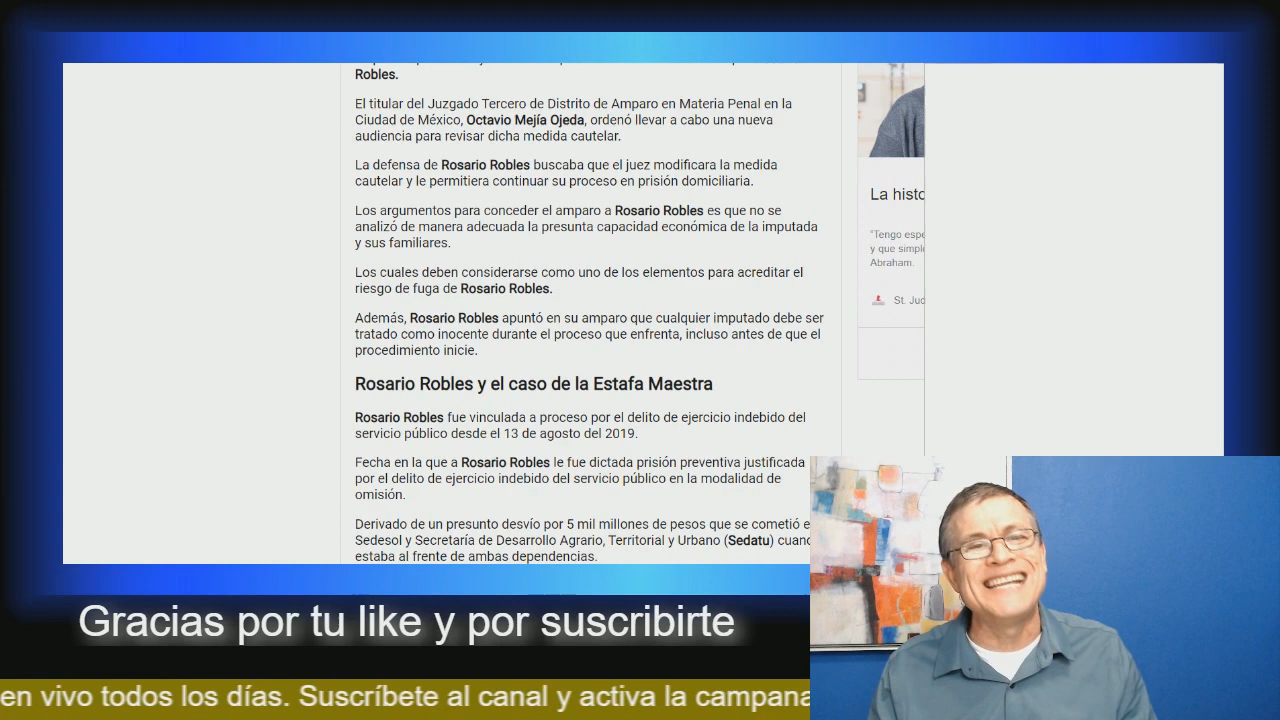 Robles.
El titular del Juzgado Tercero de Distrito de Amparo en Materia Penal en la
Ciudad de México, Octavio Mejía Ojeda, ordenó llevar a cabo una nueva
audiencia para revisar dicha medida cautelar.
La defensa de Rosario Robles buscaba que el juez modificara la medida
cautelar y le permitiera continuar su proceso en prisión domiciliaria.
Los argumentos para conceder el amparo a Rosario Robles es que no se
analizó de manera adecuada la presunta capacidad económica de la imputada
y sus familiares.
Los cuales deben considerarse como uno de los elementos para acreditar el
riesgo de fuga de Rosario Robles.
Además, Rosario Robles apuntó en su amparo que cualquier imputado debe ser
tratado como inocente durante el proceso que enfrenta, incluso antes de que el
procedimiento inicie.
Rosario Robles y el caso de la Estafa Maestra
Rosario Robles fue vinculada a proceso por el delito de ejercicio indebido del
servicio público desde el 13 de agosto del 2019.
Fecha en la que a Rosario Robles le fue dictada prisión preventiva justificada
por el delito de ejercicio indebido del servicio público en la modalidad de
omisión.
Derivado de un presunto desvío por 5 mil millones de pesos que se cometió e
Sedesol y Secretaría de Desarrollo Agrario, Territorial y Urbano (Sedatu) cuan
estaba al frente de ambas dependencias.
La histo
"Tengo espe
y que simpl
Abraham.
St. Jud
Gracias por tu like y por suscribirte
en vivo todos los días. Suscríbete al canal y activa la campana